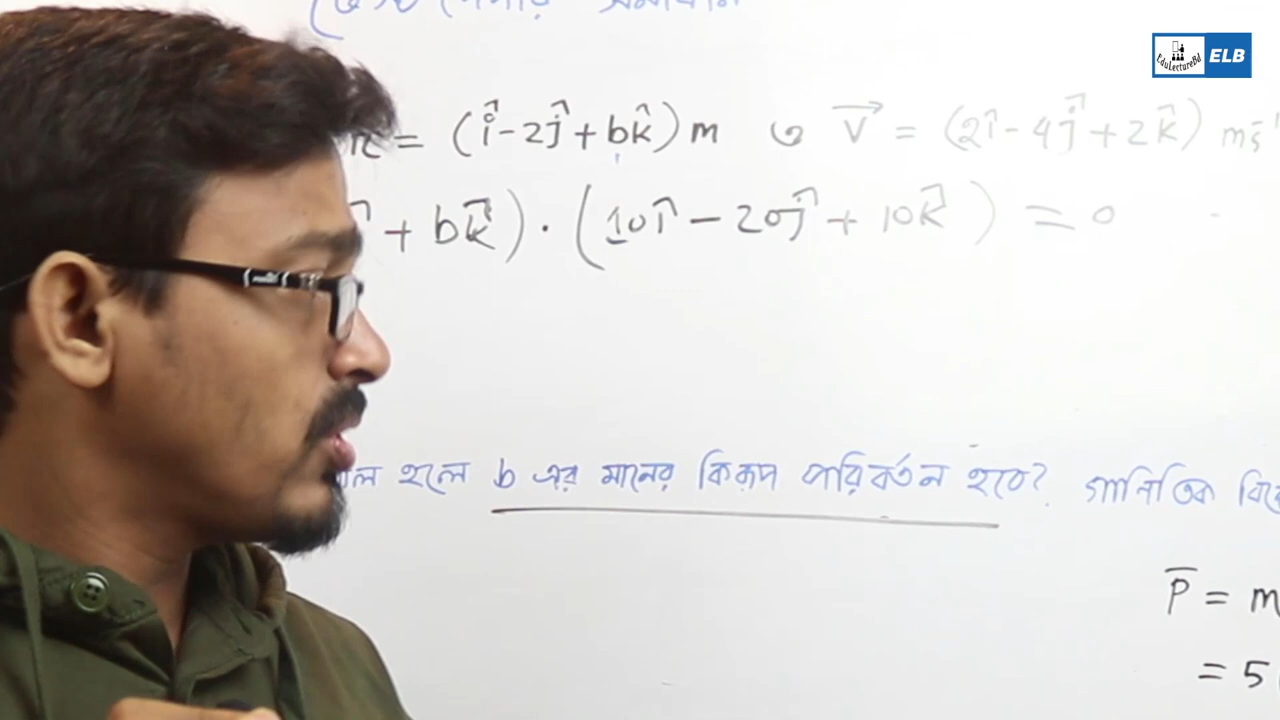 EduLectureBd ELB
= (î - 2ĵ + bk̂) m ও V⃗ = (2î - 4ĵ + 2k̂) ms⁻¹
+ bk̂) · (10î - 20ĵ + 10k̂) = 0
হলে b এর মানের কিরূপ পরিবর্তন হবে? গাণিতিক
P̄ = m
= 5